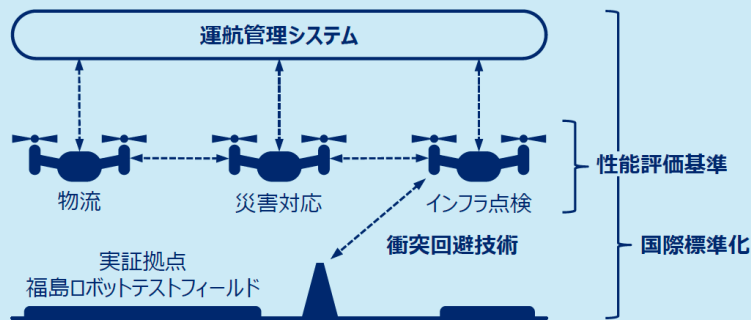 運航管理システム
性能評価基準
物流
災害対応
インフラ点検
衝突回避技術
国際標準化
実証拠点
福島ロボットテストフィールド